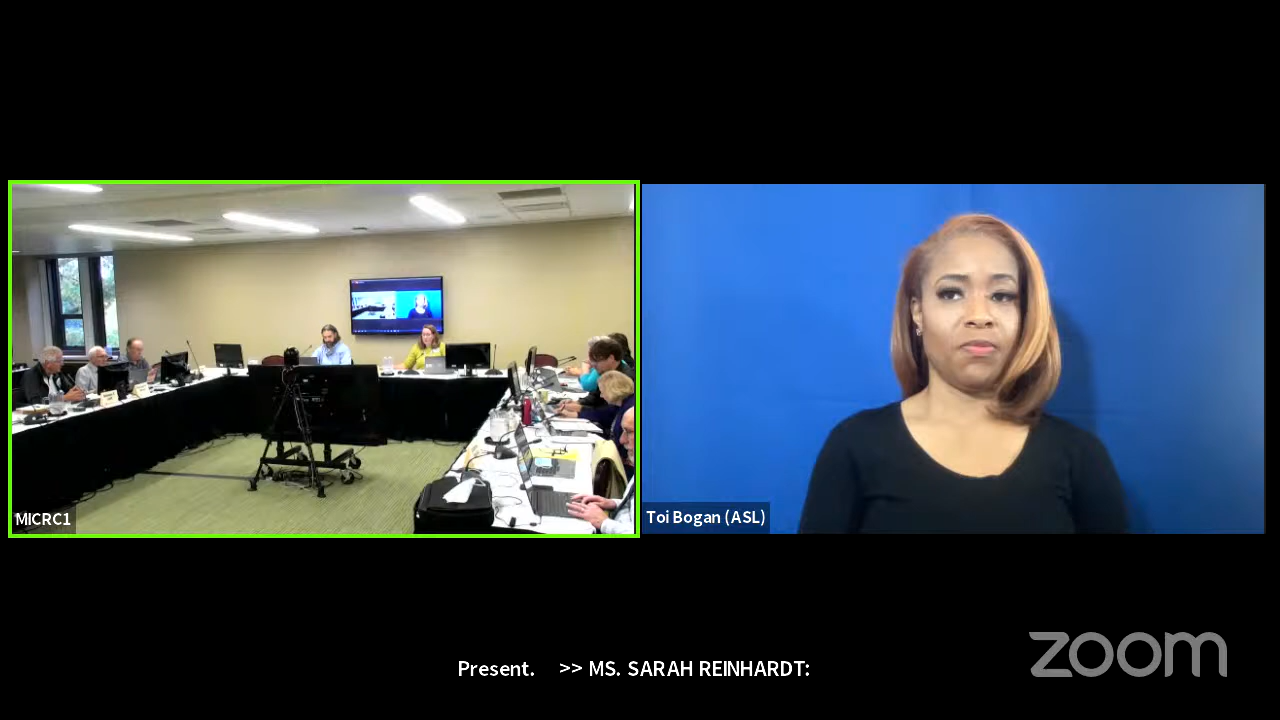 MICRC1
Toi Bogan (ASL)
Present. >> MS. SARAH REINHARDT:
zoom